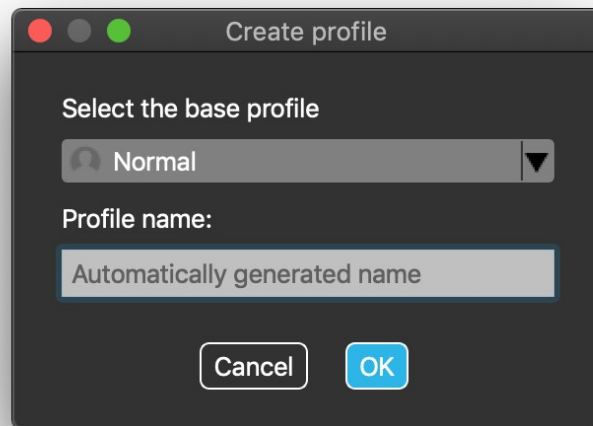 Create profile
Select the base profile
Normal
Profile name:
Automatically generated name
Cancel OK